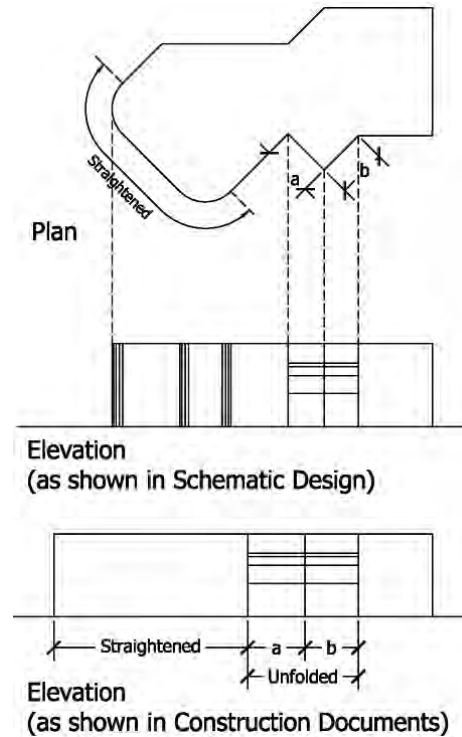 Straightened
a
b
Plan
Elevation
(as shown in Schematic Design)
Straightened
a
b
Unfolded
Elevation
(as shown in Construction Documents)